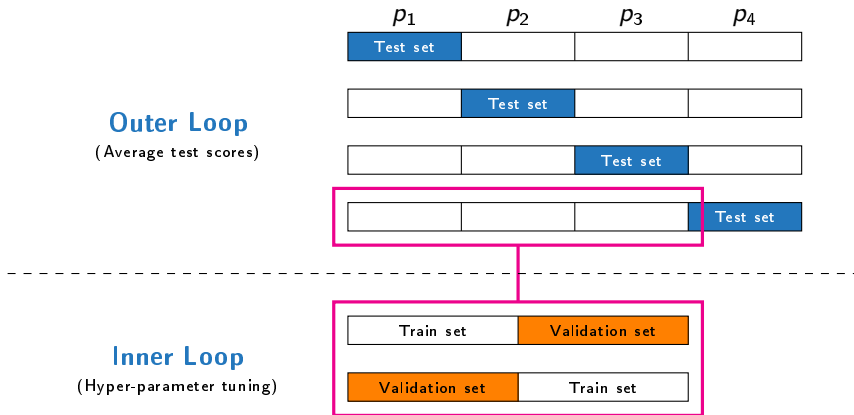 p1 p2 p3 p4
Test set
Test set
Outer Loop
(Average test scores)
Test set
Test set
Train set Validation set
Inner Loop
(Hyper-parameter tuning)
Validation set Train set